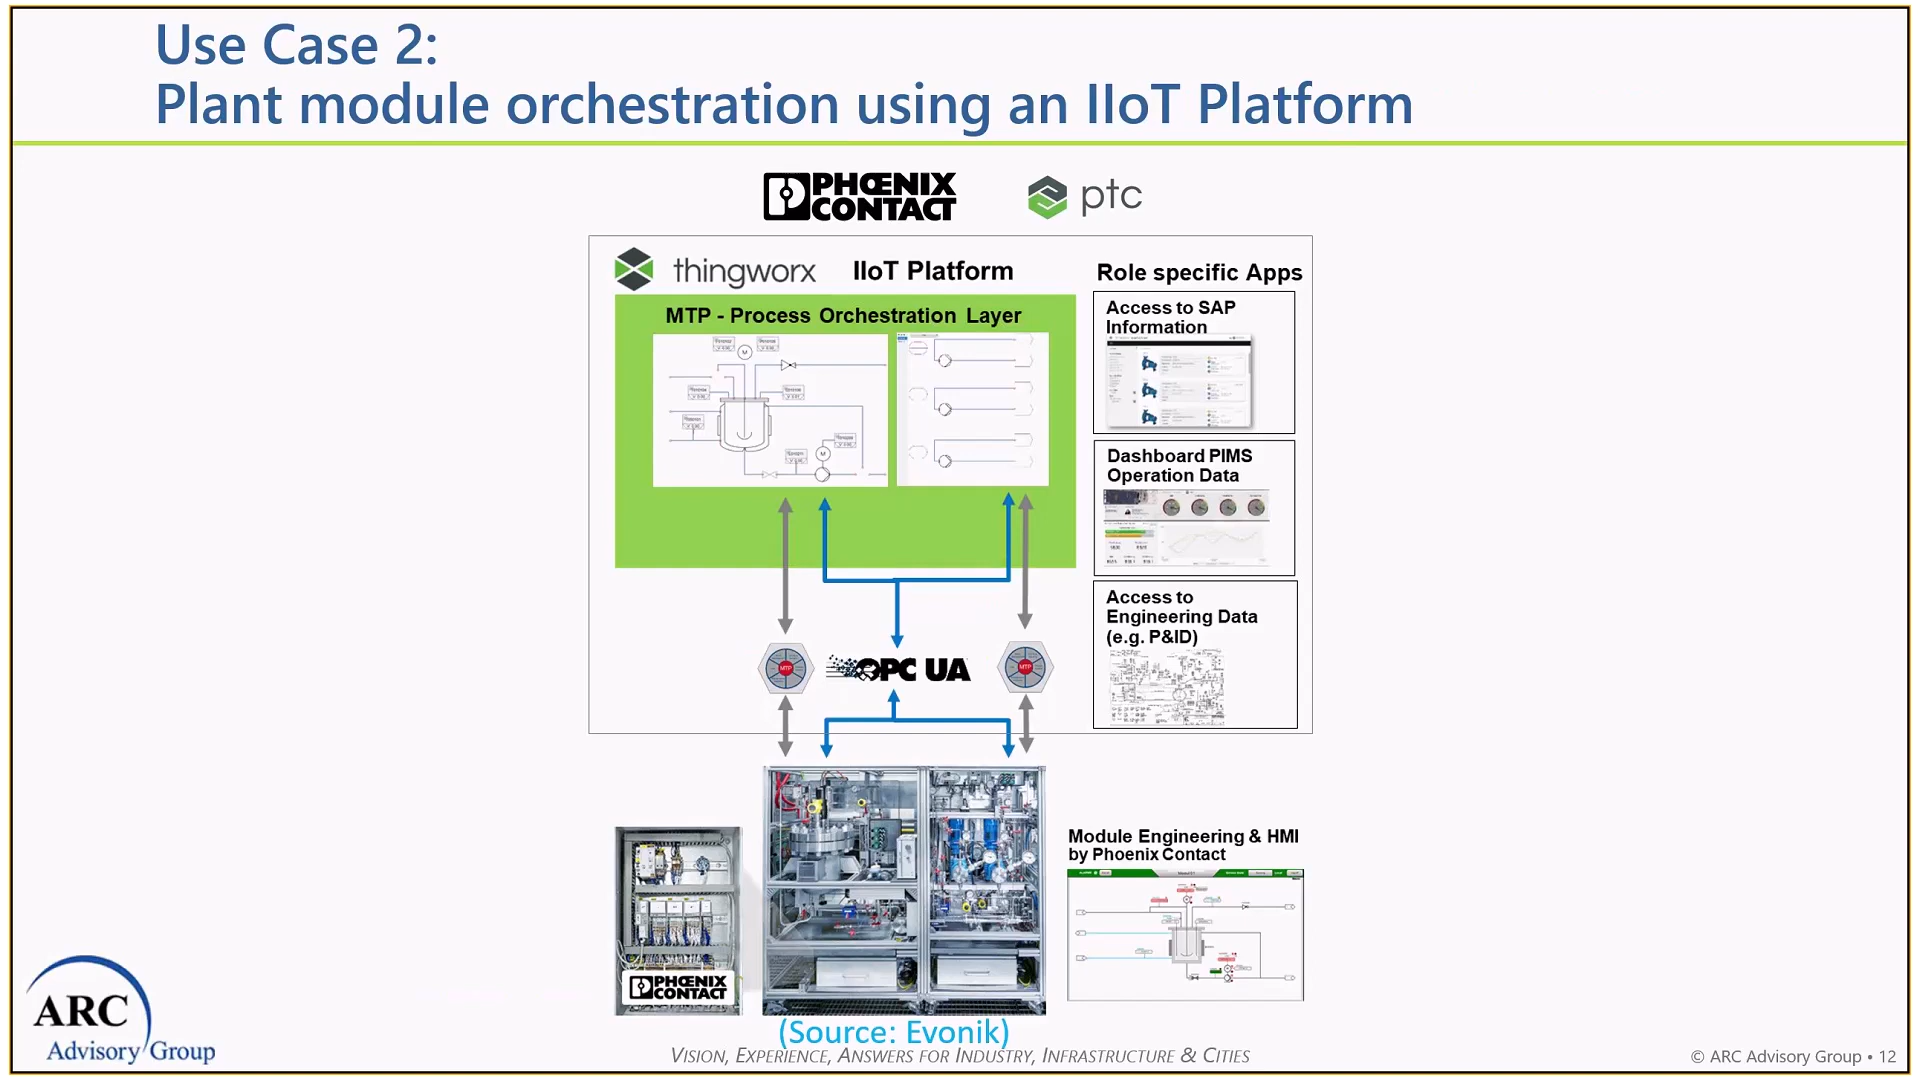 Use Case 2:
Plant module orchestration using an IIoT Platform
PHŒNIX
CONTACT
ptc
thingworx
IIoT Platform
Role specific Apps
MTP - Process Orchestration Layer
Access to SAP
Information
Dashboard PIMS
Operation Data
Access to
Engineering Data
(e.g. P&ID)
M
M
MTP
OPC UA
MTP
Module Engineering & HMI
by Phoenix Contact
PHŒNIX
CONTACT
(Source: Evonik)
ARC
Advisory Group
VISION, EXPERIENCE, ANSWERS FOR INDUSTRY, INFRASTRUCTURE & CITIES
© ARC Advisory Group • 12